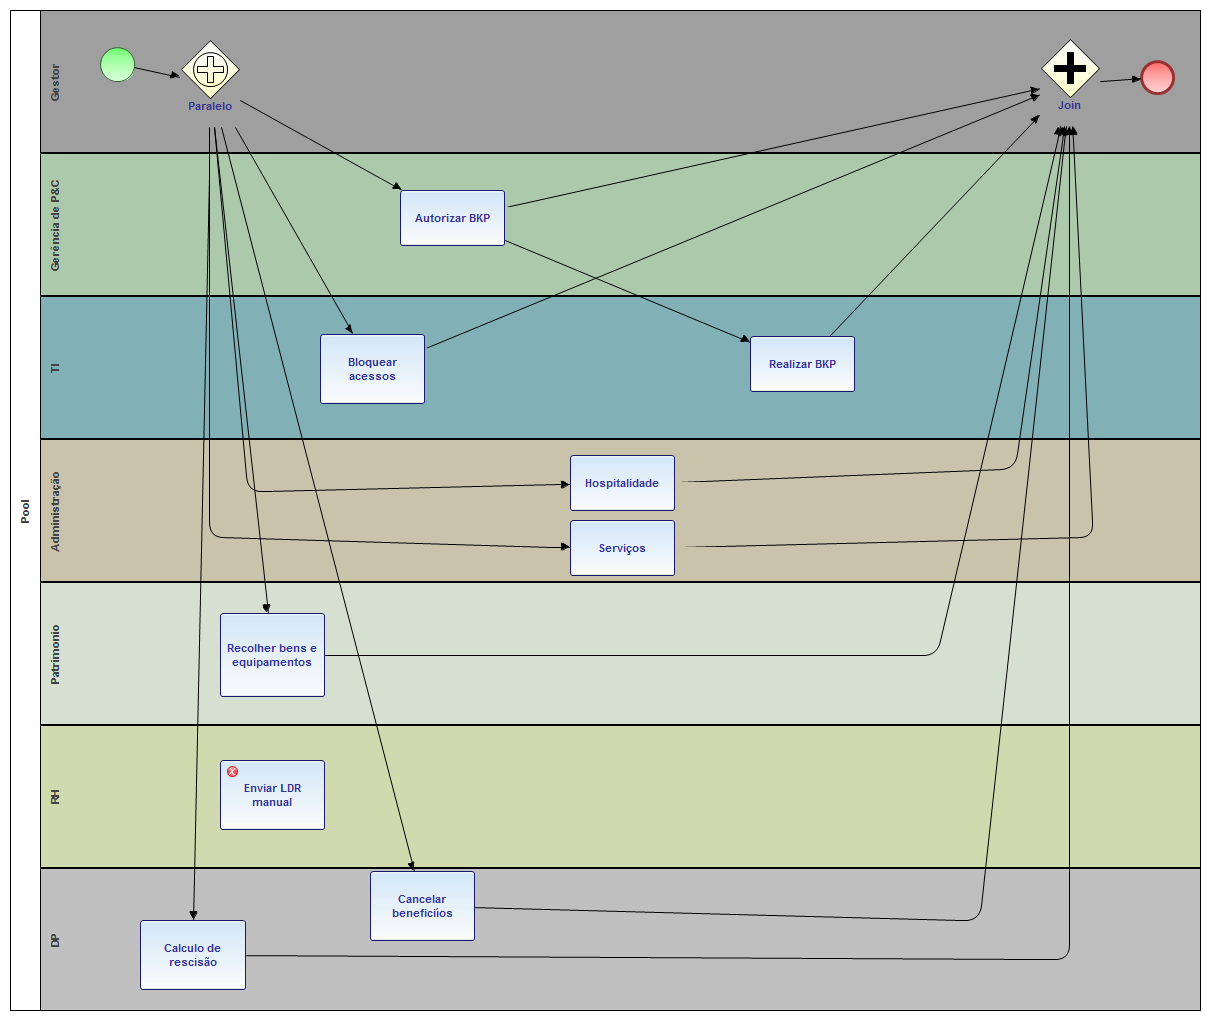 Pool
Gestor
Paralelo
Join
Gerência de P&C
Autorizar BKP
TI
Bloquear
acessos
Realizar BKP
Administração
Hospitalidade
Serviços
Patrimonio
Recolher bens e
equipamentos
RH
Enviar LDR
manual
DP
Cancelar
beneficiíos
Calculo de
rescisão